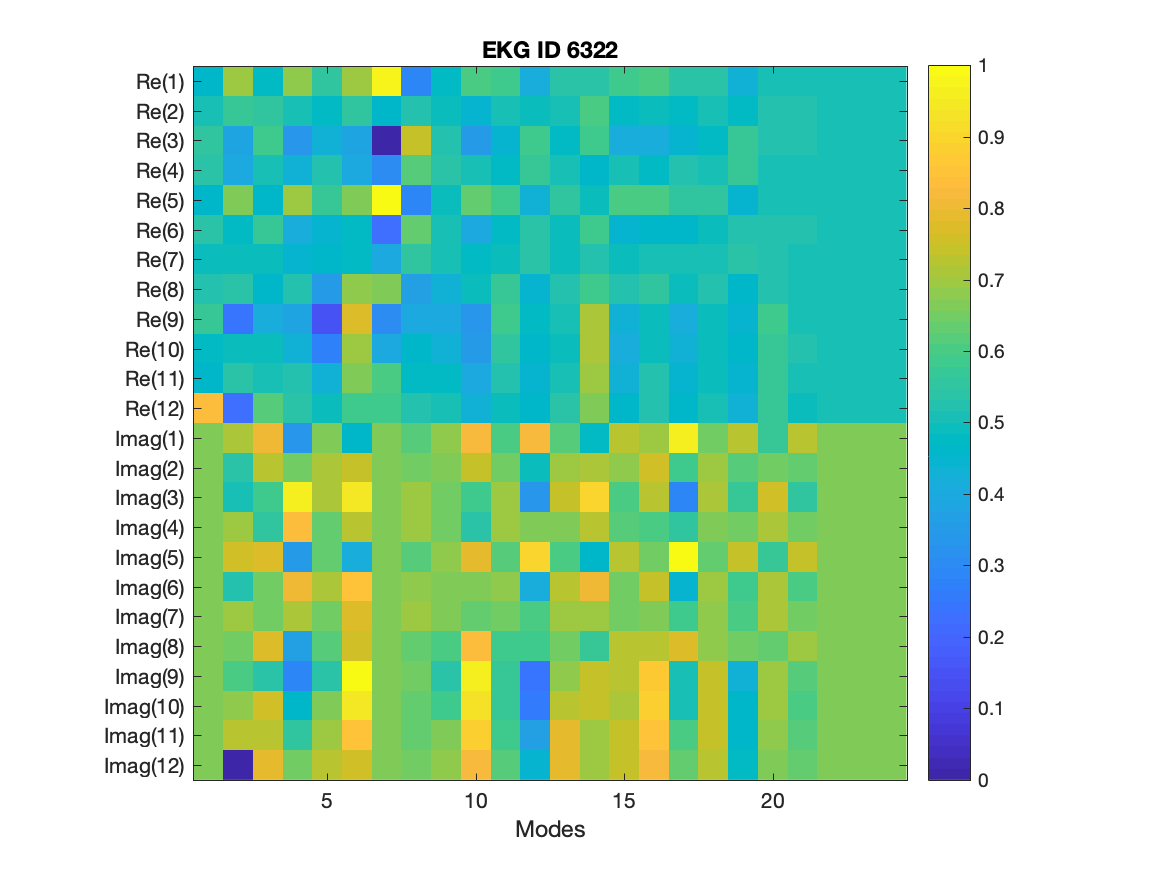 EKG ID 6322
Re(1)
Re(2)
Re(3)
Re(4)
Re(5)
Re(6)
Re(7)
Re(8)
Re(9)
Re(10)
Re(11)
Re(12)
Imag(1)
Imag(2)
Imag(3)
Imag(4)
Imag(5)
Imag(6)
Imag(7)
Imag(8)
Imag(9)
Imag(10)
Imag(11)
Imag(12)
5 10 15 20
Modes
1
0.9
0.8
0.7
0.6
0.5
0.4
0.3
0.2
0.1
0